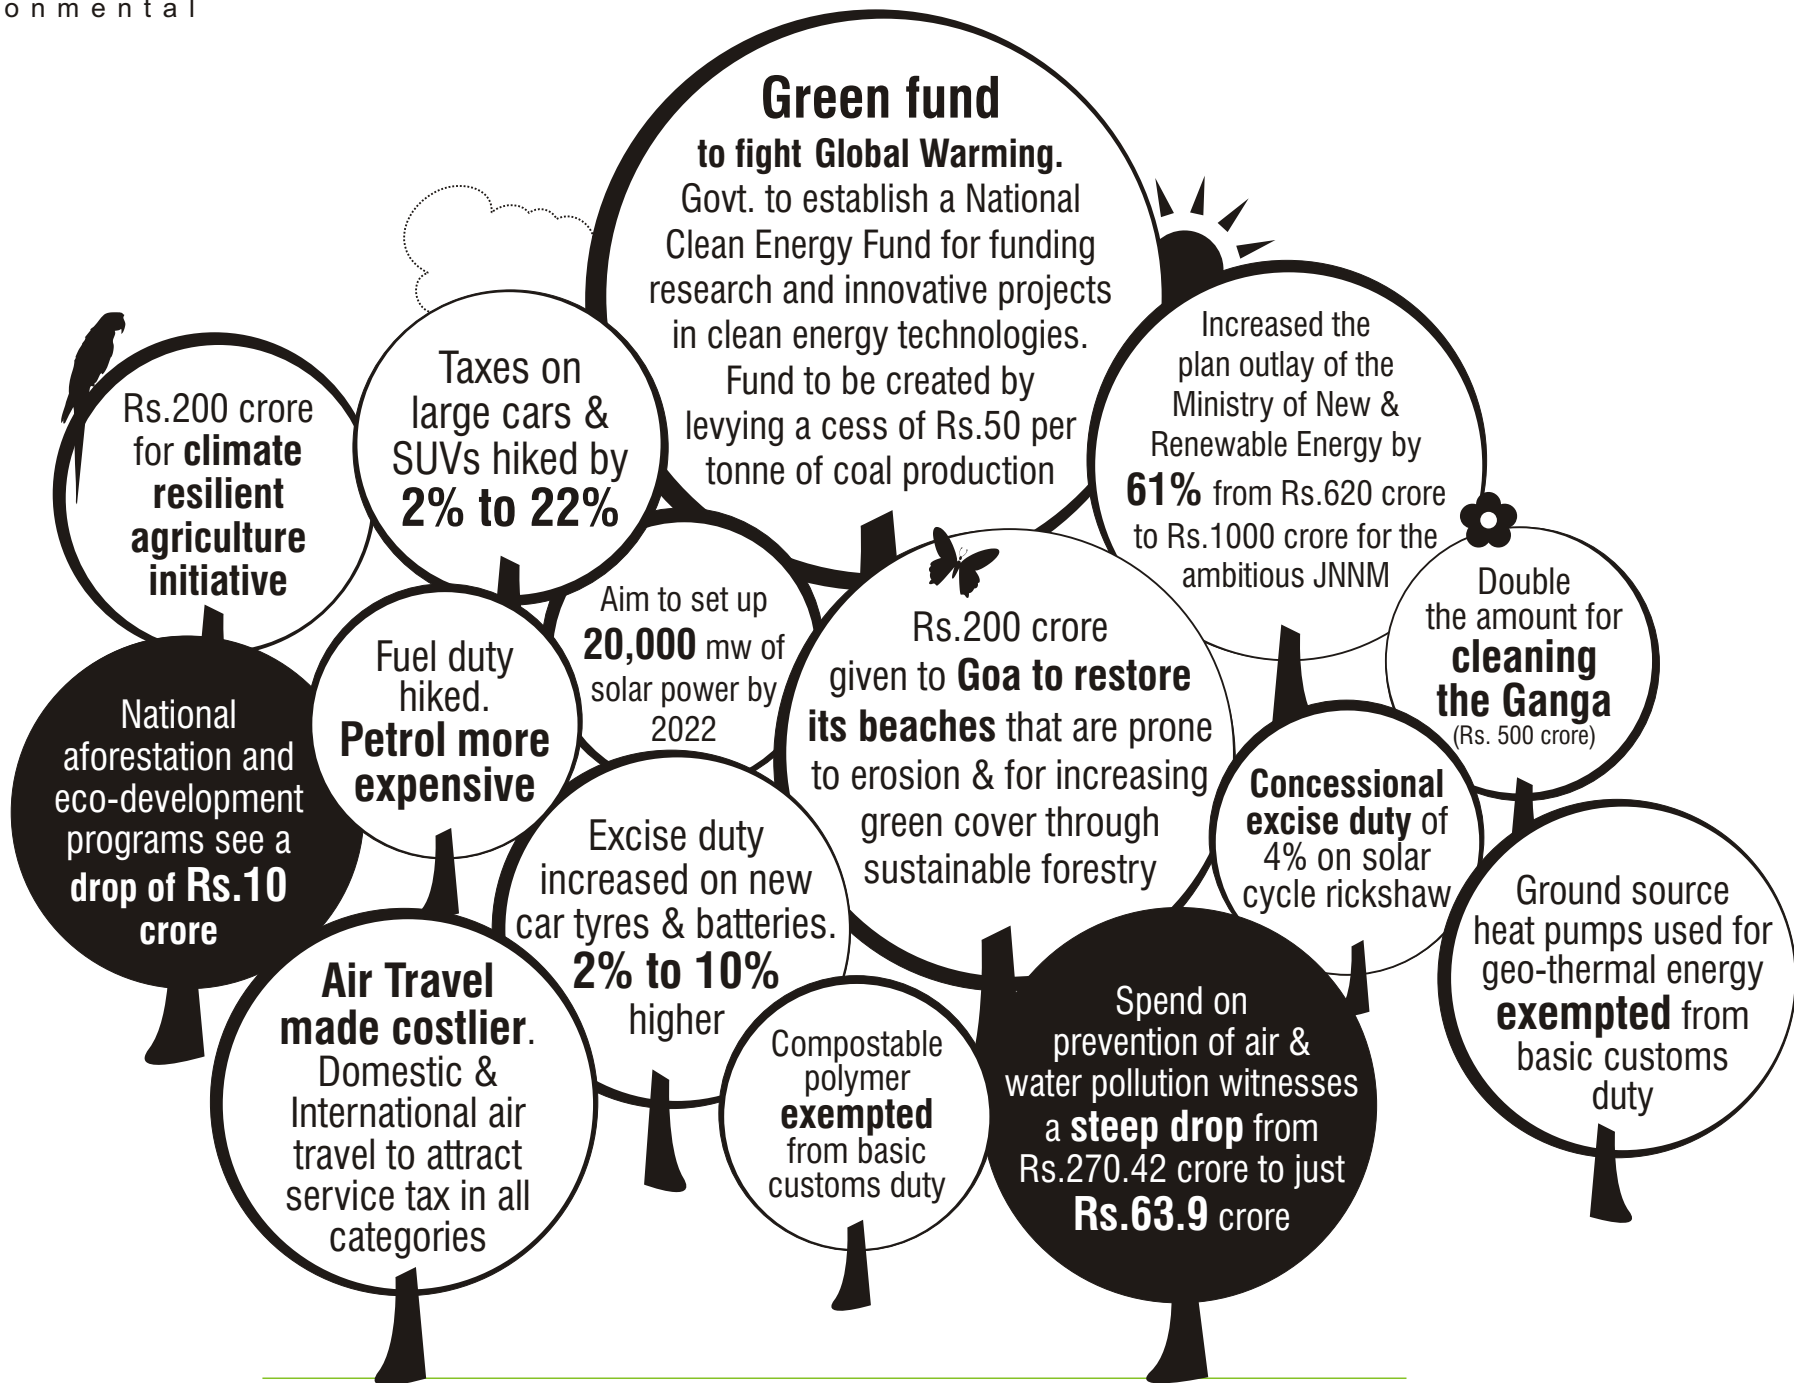 onmental
Green fund
to fight Global Warming.
Govt. to establish a National
Clean Energy Fund for funding
research and innovative projects
in clean energy technologies.
Fund to be created by
levying a cess of Rs.50 per
tonne of coal production
Increased the
plan outlay of the
Ministry of New &
Renewable Energy by
61% from Rs.620 crore
to Rs.1000 crore for the
ambitious JNNM
Taxes on
large cars &
SUVs hiked by
2% to 22%
Rs.200 crore
for climate
resilient
agriculture
initiative
Aim to set up
20,000 mw of
solar power by
2022
Rs.200 crore
given to Goa to restore
its beaches that are prone
to erosion & for increasing
green cover through
sustainable forestry
Double
the amount for
cleaning
the Ganga
(Rs. 500 crore)
Fuel duty
hiked.
Petrol more
expensive
National
aforestation and
eco-development
programs see a
drop of Rs.10
crore
Concessional
excise duty of
4% on solar
cycle rickshaw
Excise duty
increased on new
car tyres & batteries.
2% to 10%
higher
Ground source
heat pumps used for
geo-thermal energy
exempted from
basic customs
duty
Air Travel
made costlier.
Domestic &
International air
travel to attract
service tax in all
categories
Compostable
polymer
exempted
from basic
customs duty
Spend on
prevention of air &
water pollution witnesses
a steep drop from
Rs.270.42 crore to just
Rs.63.9 crore